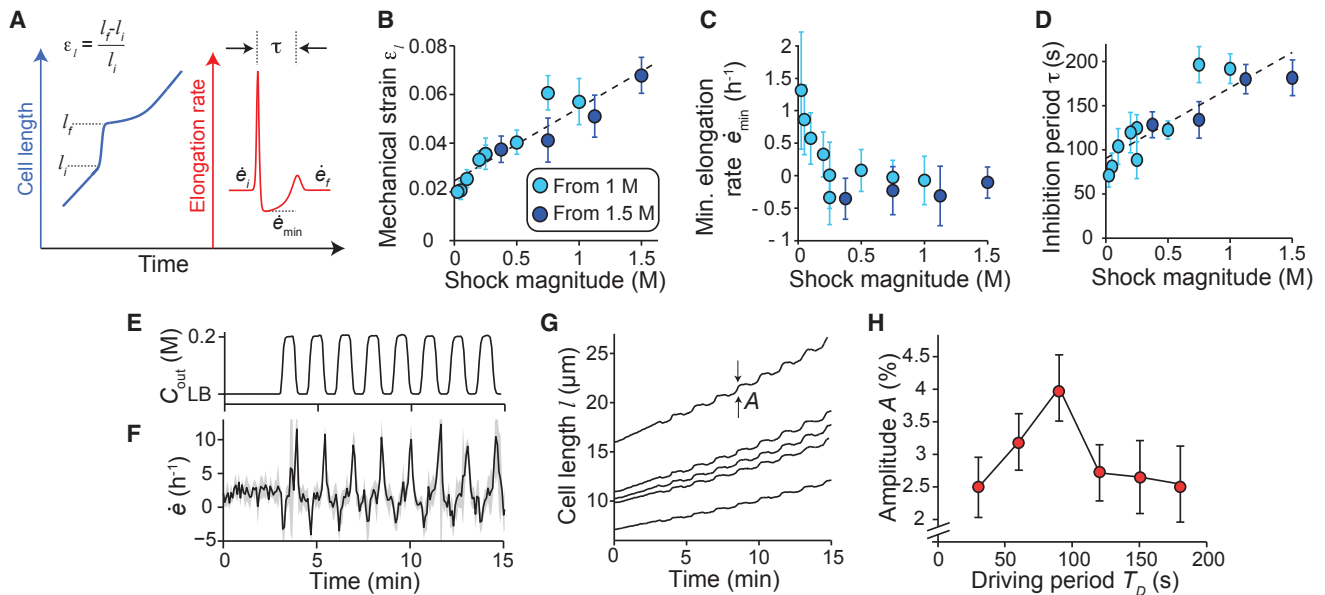 A
ε_l = (l_f-l_i)/l_i
Cell length
l_f
l_i
Elongation rate
τ
ė_i
ė_f
ė_min
Time
B
Mechanical strain ε_l
0.08
0.06
0.04
0.02
0
From 1 M
From 1.5 M
0 0.5 1 1.5
Shock magnitude (M)
C
Min. elongation
rate ė_min (h⁻¹)
2
1.5
1
0.5
0
-0.5
- 1
0 0.5 1 1.5
Shock magnitude (M)
D
Inhibition period τ (s)
250
200
150
100
50
0
0 0.5 1 1.5
Shock magnitude (M)
E
C_out (M)
0.2
LB
0 5 10 15
F
ė (h⁻¹)
10
5
0
−5
0 5 10 15
Time (min)
G
Cell length l (µm)
25
20
15
10
A
0 5 10 15
Time (min)
H
Amplitude A (%)
4.5
4
3.5
3
2.5
2
0 50 100 150 200
Driving period T_D (s)